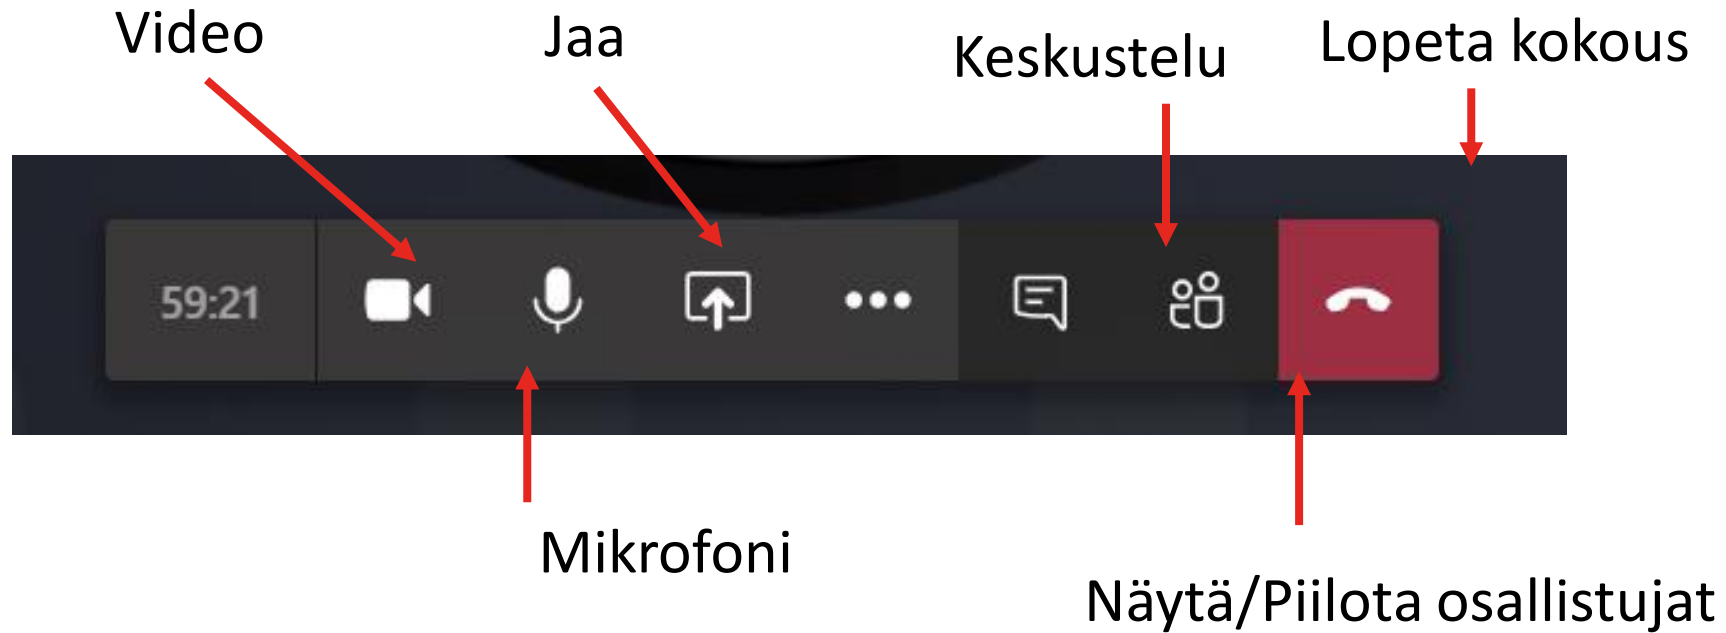 Video
Jaa
Keskustelu
Lopeta kokous
59:21
Mikrofoni
Näytä/Piilota osallistujat